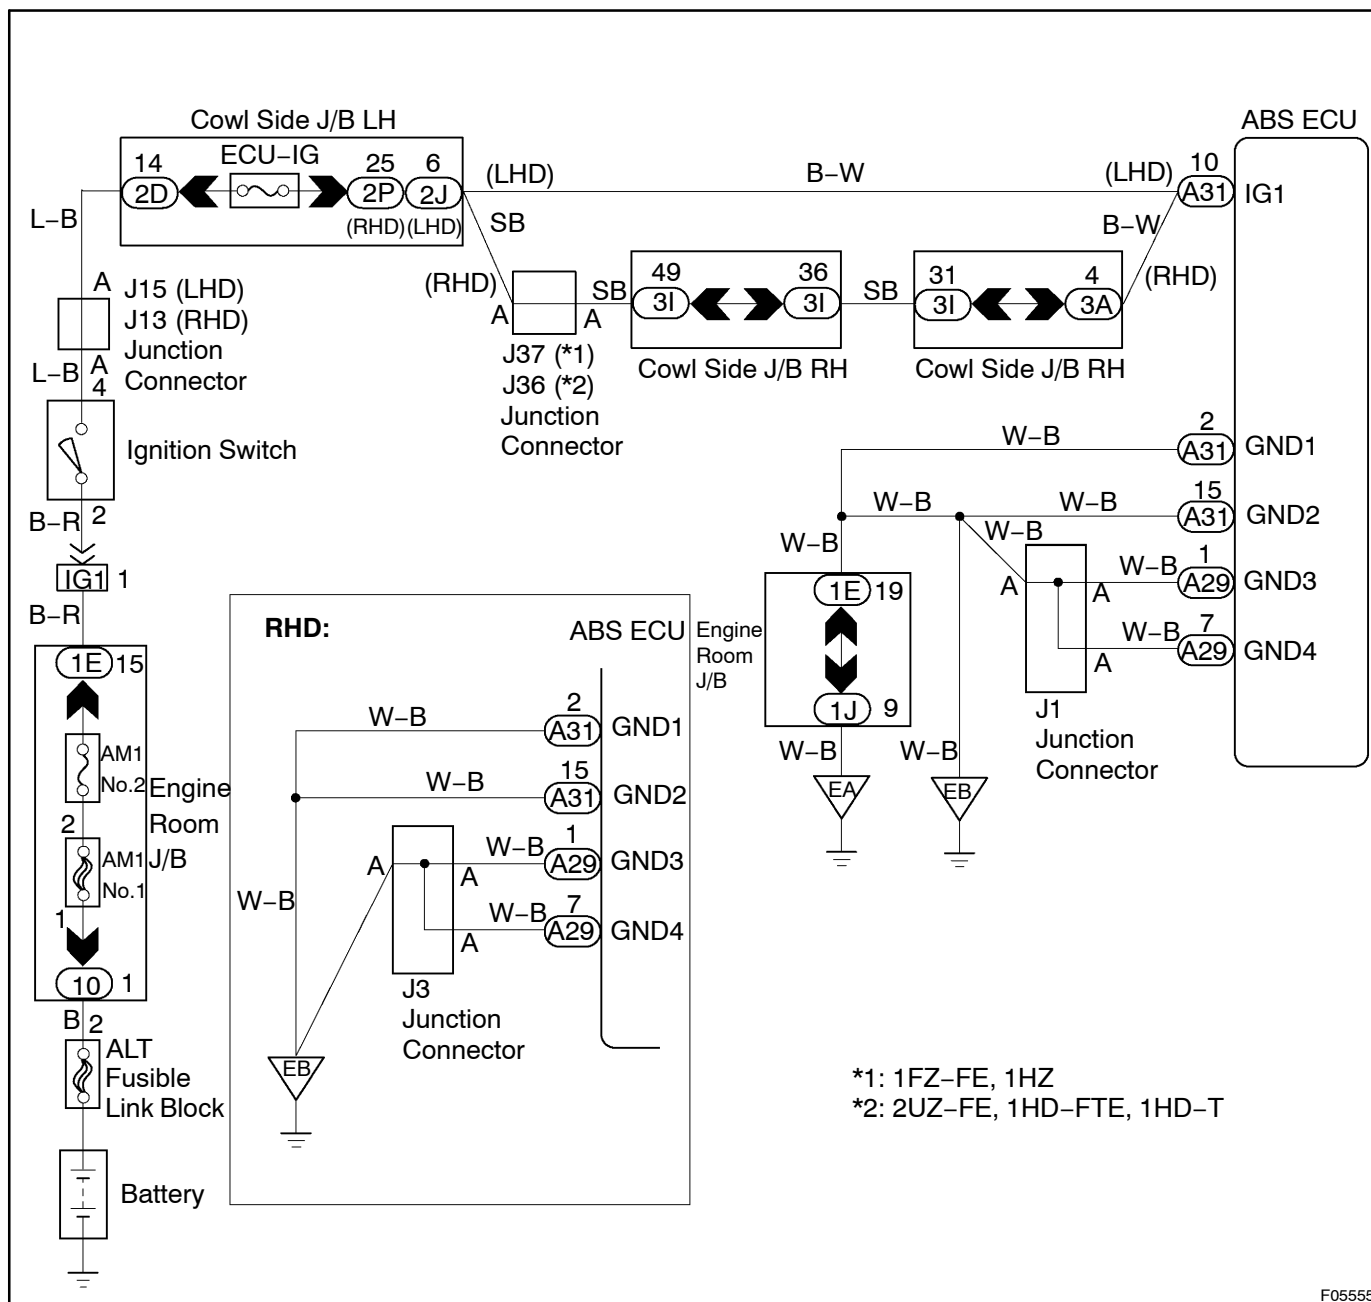 Cowl Side J/B LH
ABS ECU
14 ECU-IG 25 6
2D 2P 2J
(RHD) (LHD)
(LHD) B-W (LHD)
10
A31 IG1
L-B
SB
B-W
(RHD)
(RHD)
A
J15 (LHD)
J13 (RHD)
Junction
Connector
L-B A
4
A A
SB
49 36
3I 3I
SB
31 4
3I 3A
J37 (*1)
J36 (*2)
Junction
Connector
Cowl Side J/B RH
Cowl Side J/B RH
Ignition Switch
B-R 2
IG1 1
B-R
W-B
2
A31 GND1
W-B W-B
15
A31 GND2
W-B
W-B
A
W-B
1
A29 GND3
A
W-B
7
A29 GND4
A
J1
Junction
Connector
1E 19
Engine
Room
J/B
1J 9
W-B W-B
EA EB
1E 15
AM1
No.2
2
AM1
No.1
1
Engine
Room
J/B
10 1
B 2
ALT
Fusible
Link Block
Battery
RHD:
ABS ECU
W-B
2
A31 GND1
W-B
15
A31 GND2
A
W-B
1
A29 GND3
A
W-B
W-B
7
A29 GND4
A
J3
Junction
Connector
EB
*1: 1FZ-FE, 1HZ
*2: 2UZ-FE, 1HD-FTE, 1HD-T
F05555